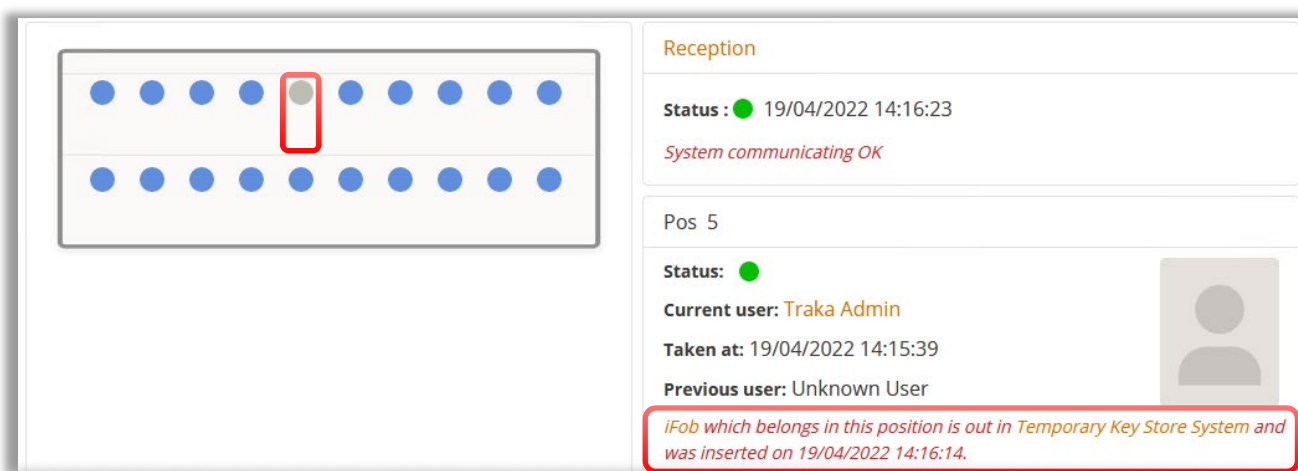 Reception
Status : 19/04/2022 14:16:23
System communicating OK
Pos 5
Status:
Current user: Traka Admin
Taken at: 19/04/2022 14:15:39
Previous user: Unknown User
iFob which belongs in this position is out in Temporary Key Store System and
was inserted on 19/04/2022 14:16:14.